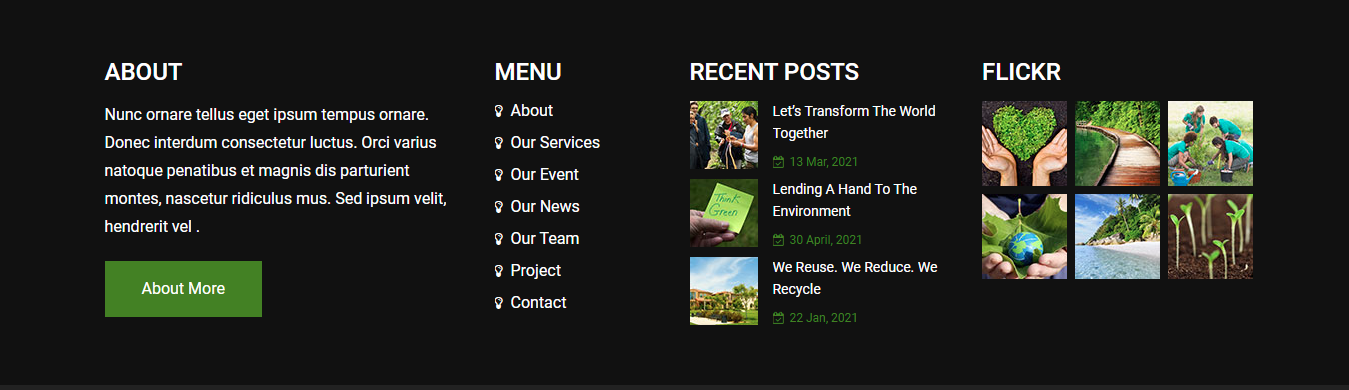 ABOUT
Nunc ornare tellus eget ipsum tempus ornare.
Donec interdum consectetur luctus. Orci varius
natoque penatibus et magnis dis parturient
montes, nascetur ridiculus mus. Sed ipsum velit,
hendrerit vel .
About More
MENU
About
Our Services
Our Event
Our News
Our Team
Project
Contact
RECENT POSTS
Let’s Transform The World
Together
13 Mar, 2021
Think
Green
Lending A Hand To The
Environment
30 April, 2021
We Reuse. We Reduce. We
Recycle
22 Jan, 2021
FLICKR